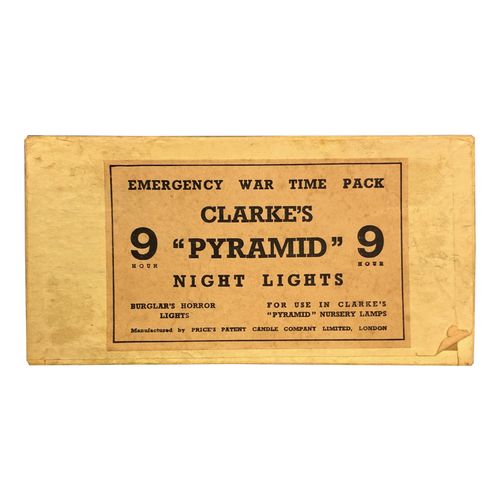 EMERGENCY WAR TIME PACK
CLARKE'S
9 "PYRAMID" 9
HOUR HOUR
NIGHT LIGHTS
BURGLAR'S HORROR FOR USE IN CLARKE'S
LIGHTS "PYRAMID" NURSERY LAMPS
Manufactured by PRICE'S PATENT CANDLE COMPANY LIMITED, LONDON